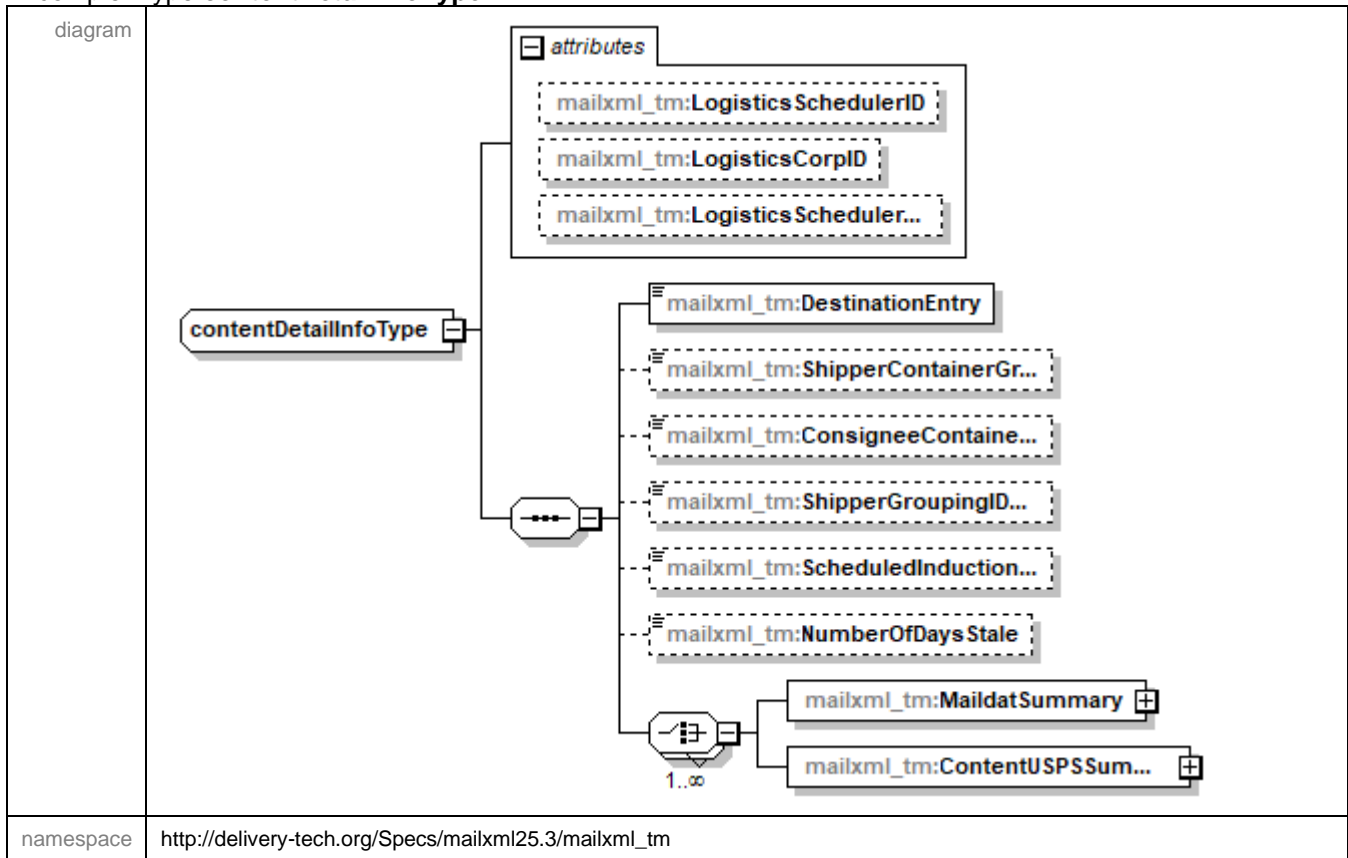 diagram
attributes
mailxml_tm:LogisticsSchedulerID
mailxml_tm:LogisticsCorpID
mailxml_tm:LogisticsScheduler...
contentDetailInfoType
mailxml_tm:DestinationEntry
mailxml_tm:ShipperContainerGr...
mailxml_tm:ConsigneeContaine...
mailxml_tm:ShipperGroupingID...
mailxml_tm:ScheduledInduction...
mailxml_tm:NumberOfDaysStale
mailxml_tm:MaildatSummary
mailxml_tm:ContentUSPSSum...
1..∞
namespace
http://delivery-tech.org/Specs/mailxml25.3/mailxml_tm